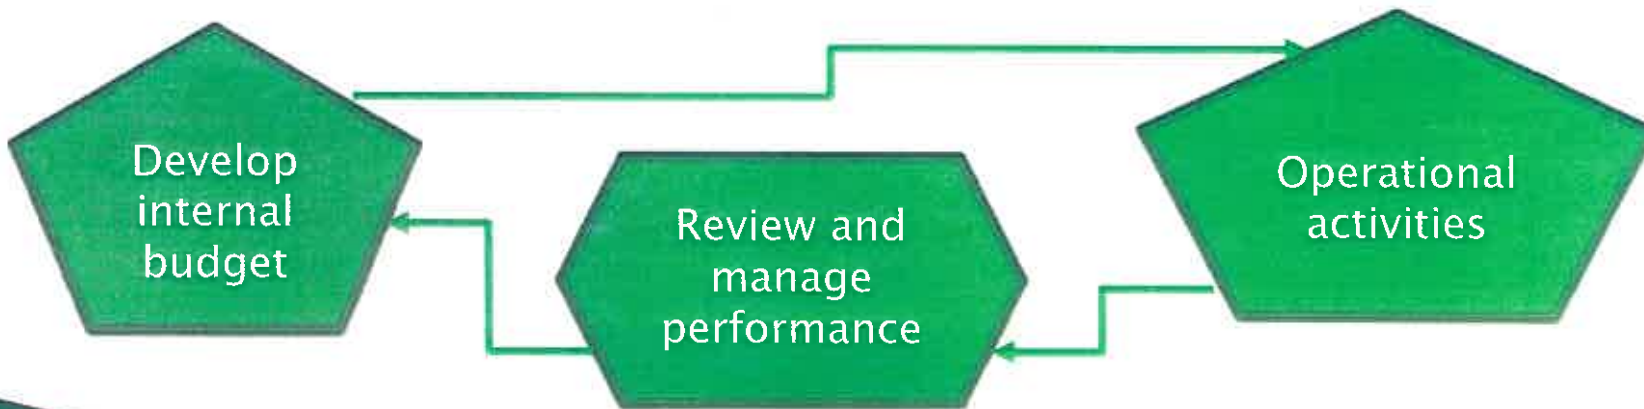 Develop
internal
budget
Review and
manage
performance
Operational
activities